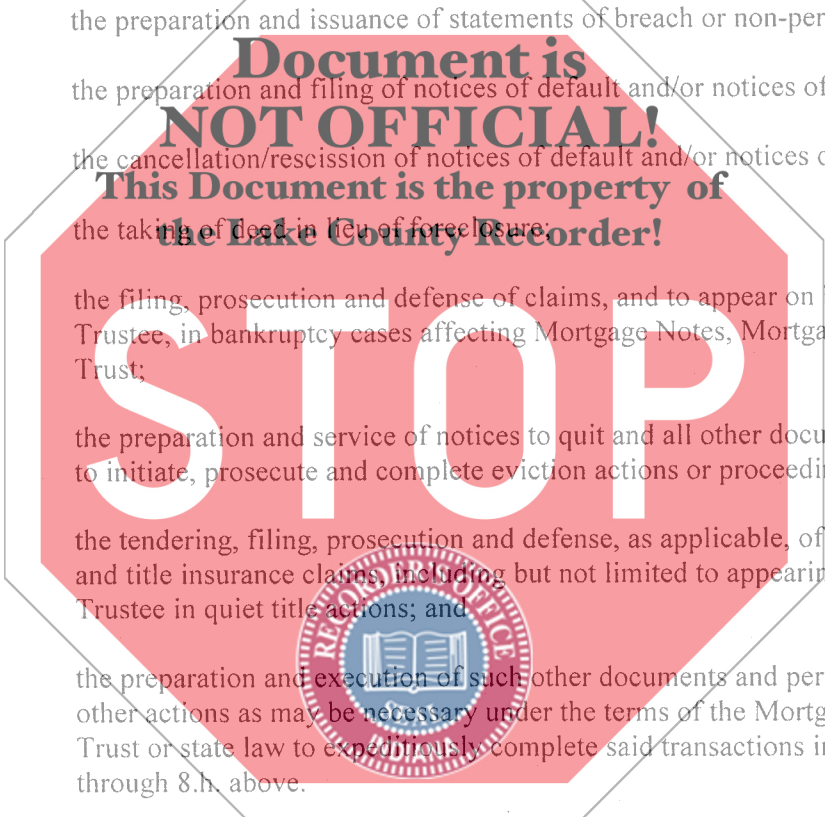 the preparation and issuance of statements of breach or non-per
Document is
the preparation and filing of notices of default and/or notices of
NOT OFFICIAL!
the cancellation/rescission of notices of default and/or notices
This Document is the property of
the taking of deed in lieu of foreclosure;
the Lake County Recorder!
the filing, prosecution and defense of claims, and to appear on
Trustee, in bankruptcy cases affecting Mortgage Notes, Mortga
Trust;
STOP
the preparation and service of notices to quit and all other docu
to initiate, prosecute and complete eviction actions or proceedi
the tendering, filing, prosecution and defense, as applicable, of
and title insurance claims, including but not limited to appearin
Trustee in quiet title actions; and
RECORDER'S OFFICE
the preparation and execution of such other documents and per
SEAL
other actions as may be necessary under the terms of the Mortg
INDIANA
Trust or state law to expeditiously complete said transactions in
through 8.h. above.